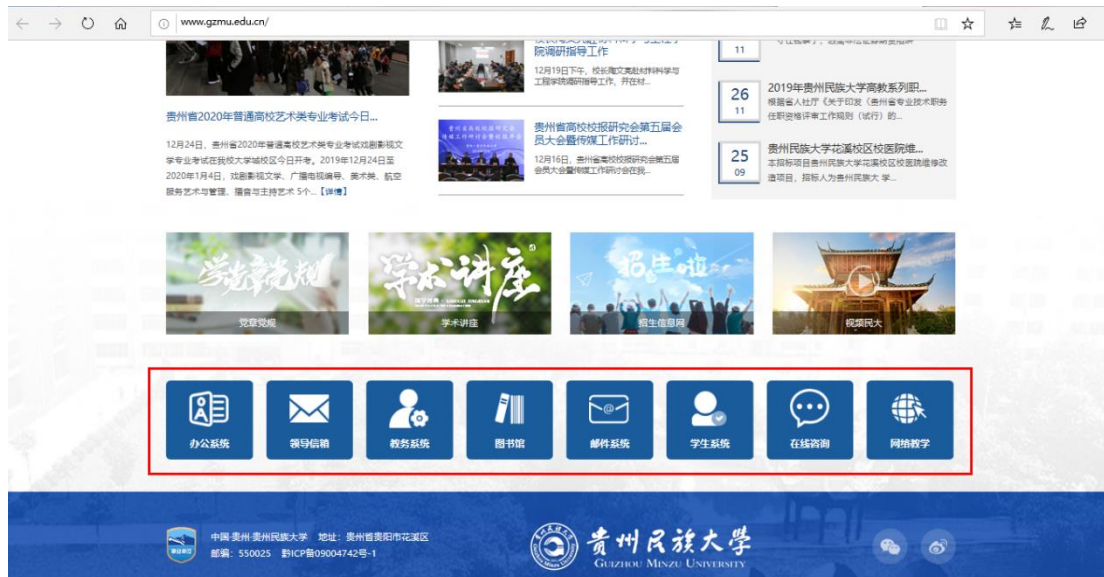 www.gzmu.edu.cn/
院调研指导工作
12月19日下午，校长陶文亮赴材料科学与
工程学院调研指导工作，并在材...
11
26
11
2019年贵州民族大学高教系列职...
根据省人社厅《关于印发〈贵州省专业技术职务
任职资格评审工作规则（试行）的...
贵州省2020年普通高校艺术类专业考试今日...
12月24日，贵州省2020年普通高校艺术类专业考试戏剧影视文
学专业考试在我校大学城校区今日开考。2019年12月24日至
2020年1月4日，戏剧影视文学、广播电视编导、美术类、航空
服务艺术与管理、播音与主持艺术 5个...【详情】
贵州省高校校报研究会第五届会
员大会暨传媒工作研讨...
12月16日，贵州省高校校报研究会第五届
会员大会暨传媒工作研讨会在我...
25
09
贵州民族大学花溪校区校医院维...
本招标项目贵州民族大学花溪校区校医院维修改
造项目，招标人为贵州民族大 学...
学党章党规
党章党规
学术讲座
学术讲座
招生啦
招生信息网
视频民大
办公系统
领导信箱
教务系统
图书馆
邮件系统
学生系统
在线咨询
网络教学
中国·贵州·贵州民族大学 地址：贵州省贵阳市花溪区
邮编：550025 黔ICP备09004742号-1
贵州民族大学
GUIZHOU MINZU UNIVERSITY